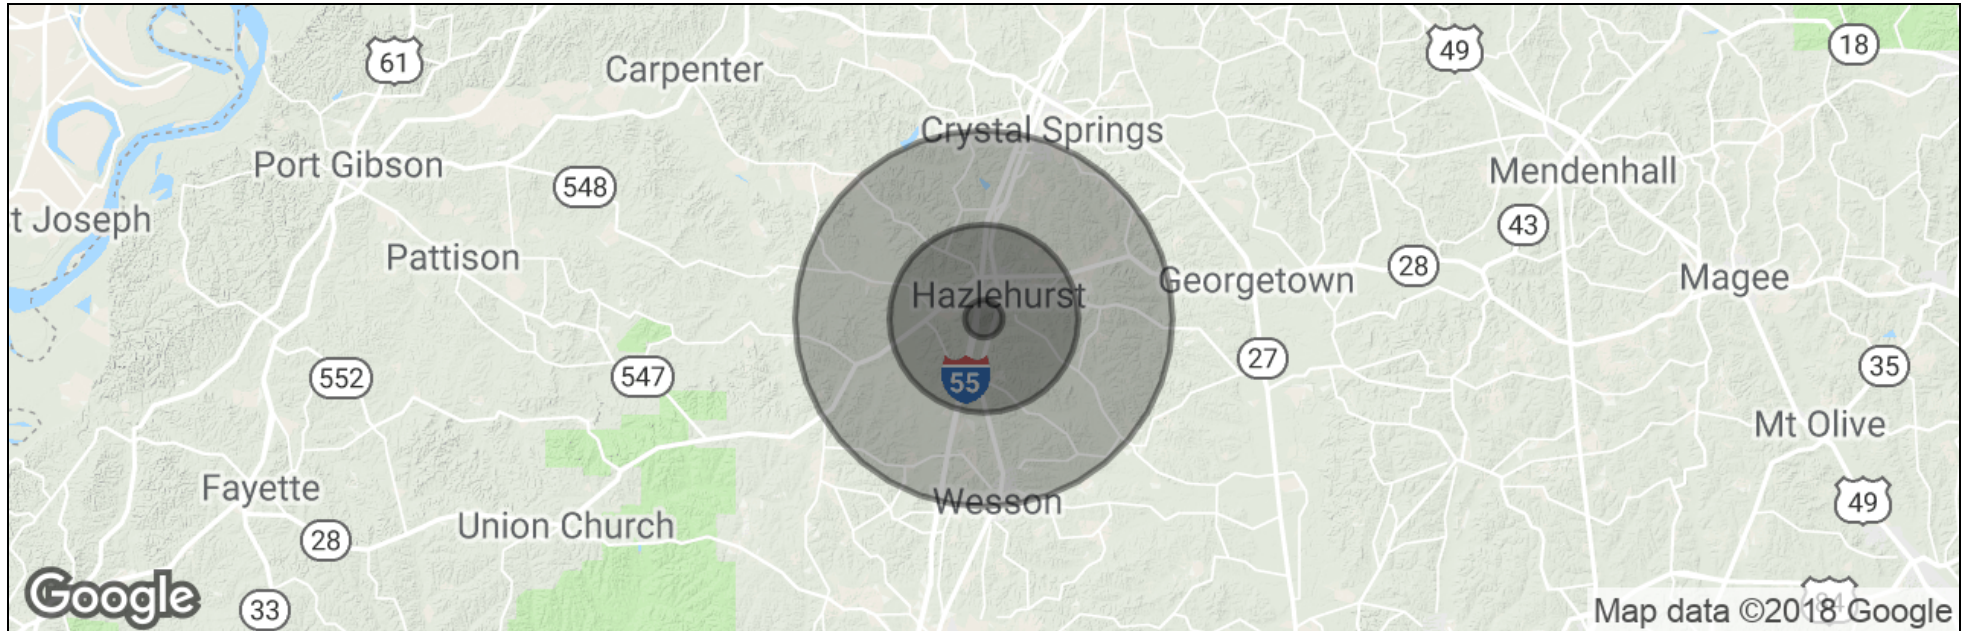 61
49
18
Carpenter
Crystal Springs
Port Gibson
548
Mendenhall
t Joseph
43
Pattison
28
Georgetown
Magee
Hazlehurst
552
547
55
27
35
Mt Olive
Fayette
Wesson
49
Union Church
28
33
84
Google
Map data ©2018 Google